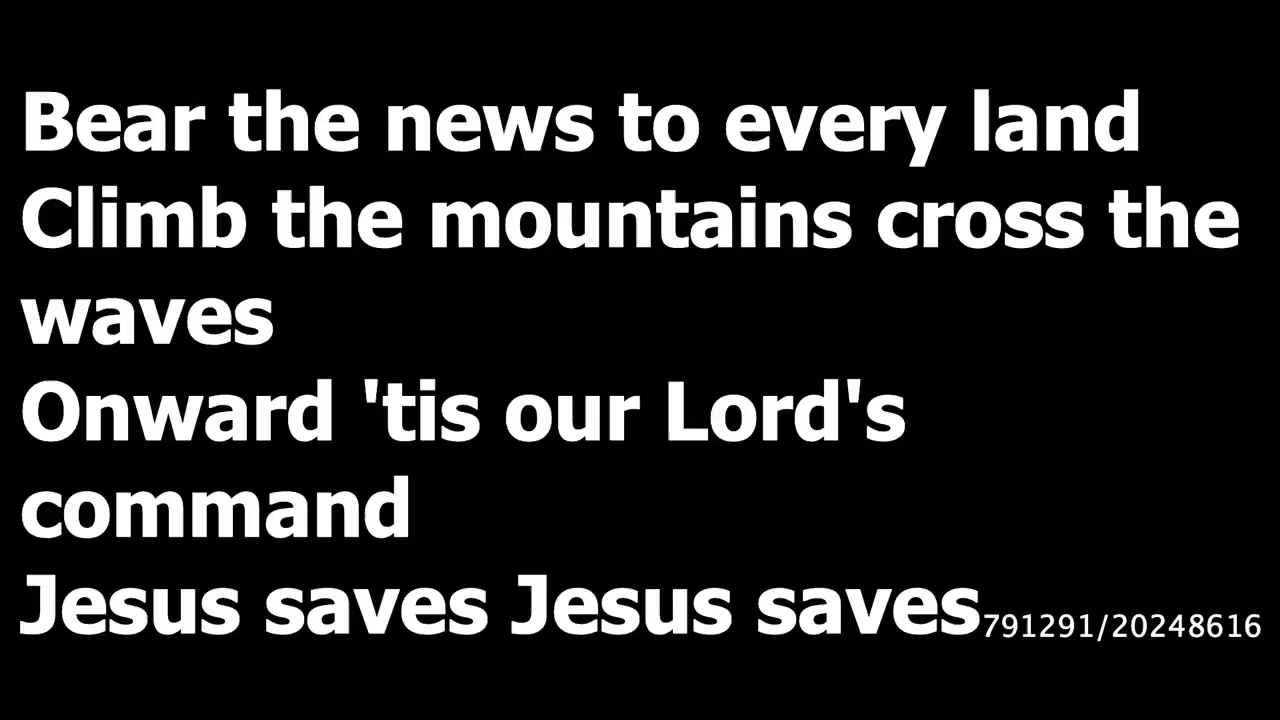 Bear the news to every land
Climb the mountains cross the
waves
Onward 'tis our Lord's
command
Jesus saves Jesus saves 791291/20248616